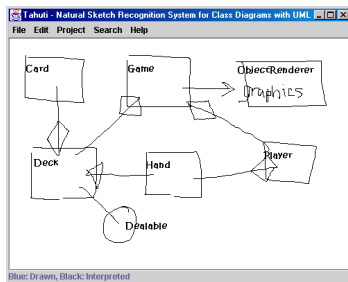 Tahuti - Natural Sketch Recognition System for Class Diagrams with UML
File Edit Project Search Help
Card
Game
ObjectRenderer
Graphics
Deck
Hand
Player
Dealable
Blue: Drawn, Black: Interpreted